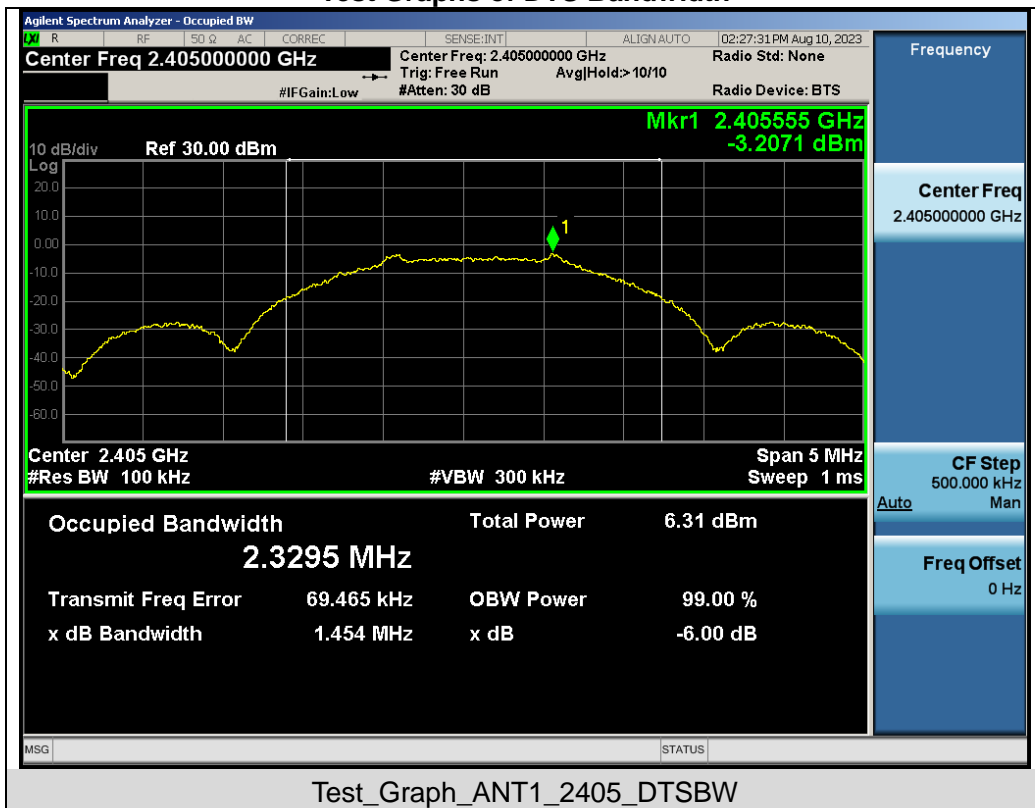 Test Graphs of DTS Bandwidth
Agilent Spectrum Analyzer - Occupied BW
LXI R RF 50 Ω AC CORREC SENSE:INT ALIGN AUTO 02:27:31 PM Aug 10, 2023
Center Freq 2.405000000 GHz
Center Freq: 2.405000000 GHz
Radio Std: None
Trig: Free Run Avg|Hold:> 10/10
#IFGain:Low #Atten: 30 dB
Radio Device: BTS
Frequency
Mkr1 2.405555 GHz
-3.2071 dBm
10 dB/div Ref 30.00 dBm
Log
20.0
10.0
0.00
-10.0
-20.0
-30.0
-40.0
-50.0
-60.0
1
Center 2.405 GHz Span 5 MHz
#Res BW 100 kHz #VBW 300 kHz Sweep 1 ms
Center Freq
2.405000000 GHz
CF Step
500.000 kHz
Auto Man
Freq Offset
0 Hz
Occupied Bandwidth Total Power 6.31 dBm
2.3295 MHz
Transmit Freq Error 69.465 kHz OBW Power 99.00 %
x dB Bandwidth 1.454 MHz x dB -6.00 dB
MSG STATUS
Test_Graph_ANT1_2405_DTSBW